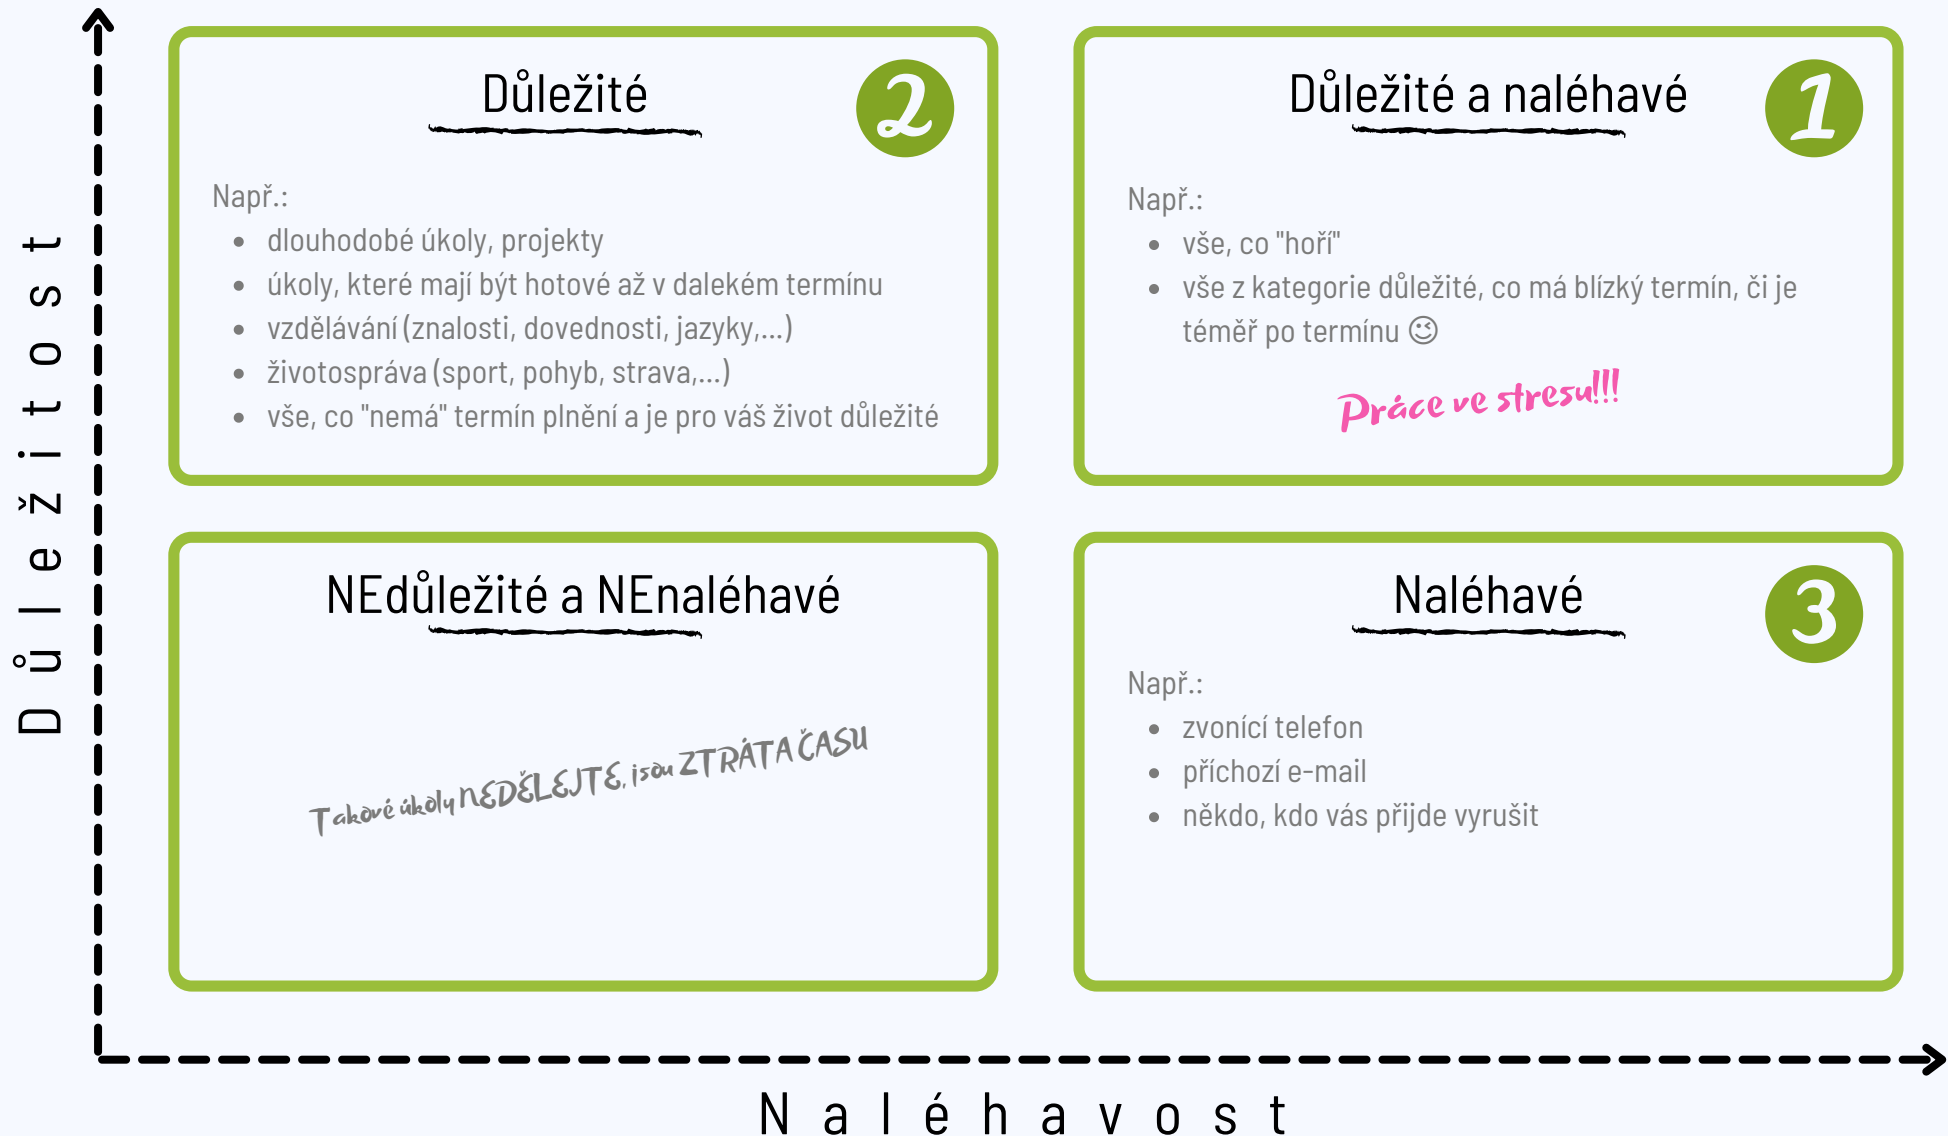 Důležitost
Důležité
2
Např.:
• dlouhodobé úkoly, projekty
• úkoly, které mají být hotové až v dalekém termínu
• vzdělávání (znalosti, dovednosti, jazyky,...)
• životospráva (sport, pohyb, strava,...)
• vše, co "nemá" termín plnění a je pro váš život důležité
Důležité a naléhavé
1
Např.:
• vše, co "hoří"
• vše z kategorie důležité, co má blízký termín, či je
téměř po termínu 😉
Práce ve stresu!!!
NEdůležité a NEnaléhavé
Takové úkoly NEDĚLEJTE, jsou ZTRÁTA ČASU
Naléhavé
3
Např.:
• zvonící telefon
• příchozí e-mail
• někdo, kdo vás přijde vyrušit
Naléhavost